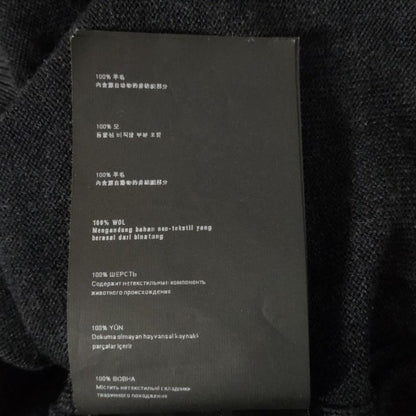 100% 羊毛
内含源自动物的非纺织部分
100% 모
동물성 비직물 부분 포함
100% 羊毛
內含源自動物的非紡織部分
100% WOL
Mengandung bahan non-tekstil yang
berasal dari binatang
100% ШЕРСТЬ
Содержит нетекстильные компоненты
животного происхождения
100% YÜN
Dokuma olmayan hayvansal kaynaklı
parçalar içerir
100% ВОВНА
Містить нетекстильні складники
тваринного походження